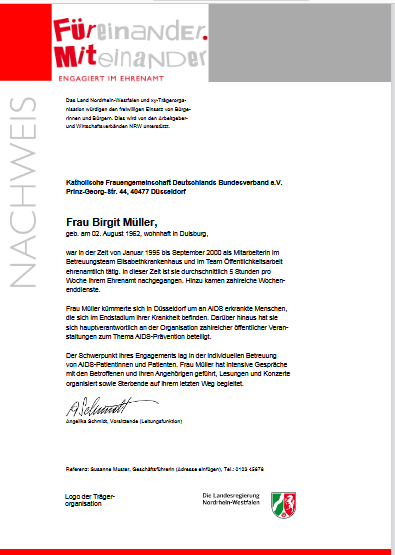 FüREINANDER.
MitEINANDER
ENGAGIERT IM EHRENAMT
NACHWEIS
Das Land Nordrhein-Westfalen und xy-Trägerorga-
nisation würdigen den freiwilligen Einsatz von Bürge-
rinnen und Bürgern. Dies wird von den Arbeitgeber-
und Wirtschaftsverbänden NRW unterstützt.
Katholische Frauengemeinschaft Deutschlands Bundesverband e.V.
Prinz-Georg-Str. 44, 40477 Düsseldorf
Frau Birgit Müller,
geb. am 02. August 1962, wohnhaft in Duisburg,
war in der Zeit von Januar 1995 bis September 2000 als Mitarbeiterin im
Betreuungsteam Elisabethkrankenhaus und im Team Öffentlichkeitsarbeit
ehrenamtlich tätig. In dieser Zeit ist sie durchschnittlich 5 Stunden pro
Woche ihrem Ehrenamt nachgegangen. Hinzu kamen zahlreiche Wochen-
enddienste.
Frau Müller kümmerte sich in Düsseldorf um an AIDS erkrankte Menschen,
die sich im Endstadium ihrer Krankheit befinden. Darüber hinaus hat sie
sich hauptverantwortlich an der Organisation zahlreicher öffentlicher Veran-
staltungen zum Thema AIDS-Prävention beteiligt.
Der Schwerpunkt ihres Engagements lag in der individuellen Betreuung
von AIDS-Patientinnen und Patienten. Frau Müller hat intensive Gespräche
mit den Betroffenen und ihren Angehörigen geführt, Lesungen und Konzerte
organisiert sowie Sterbende auf ihrem letzten Weg begleitet.
A Schmidt
Angelika Schmidt, Vorsitzende (Leitungsfunktion)
Referenz: Susanne Muster, Geschäftsführerin (Adresse einfügen), Tel.: 0123 45678
Logo der Träger-
organisation
Die Landesregierung
Nordrhein-Westfalen